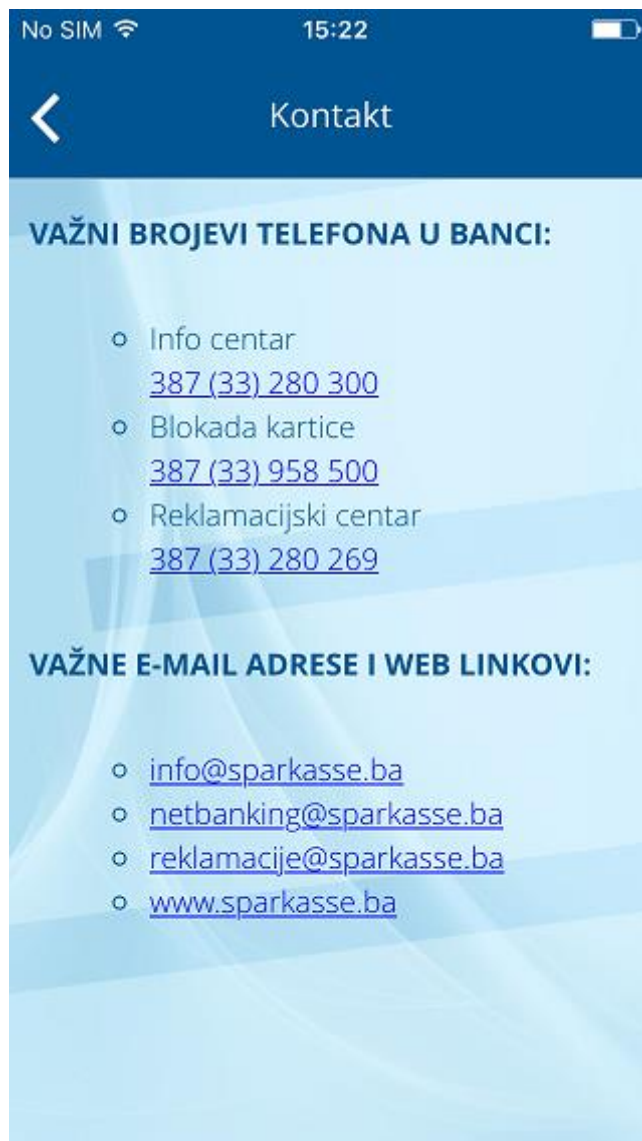 No SIM 15:22
Kontakt
VAŽNI BROJEVI TELEFONA U BANCI:
Info centar
387 (33) 280 300
Blokada kartice
387 (33) 958 500
Reklamacijski centar
387 (33) 280 269
VAŽNE E-MAIL ADRESE I WEB LINKOVI:
info@sparkasse.ba
netbanking@sparkasse.ba
reklamacije@sparkasse.ba
www.sparkasse.ba